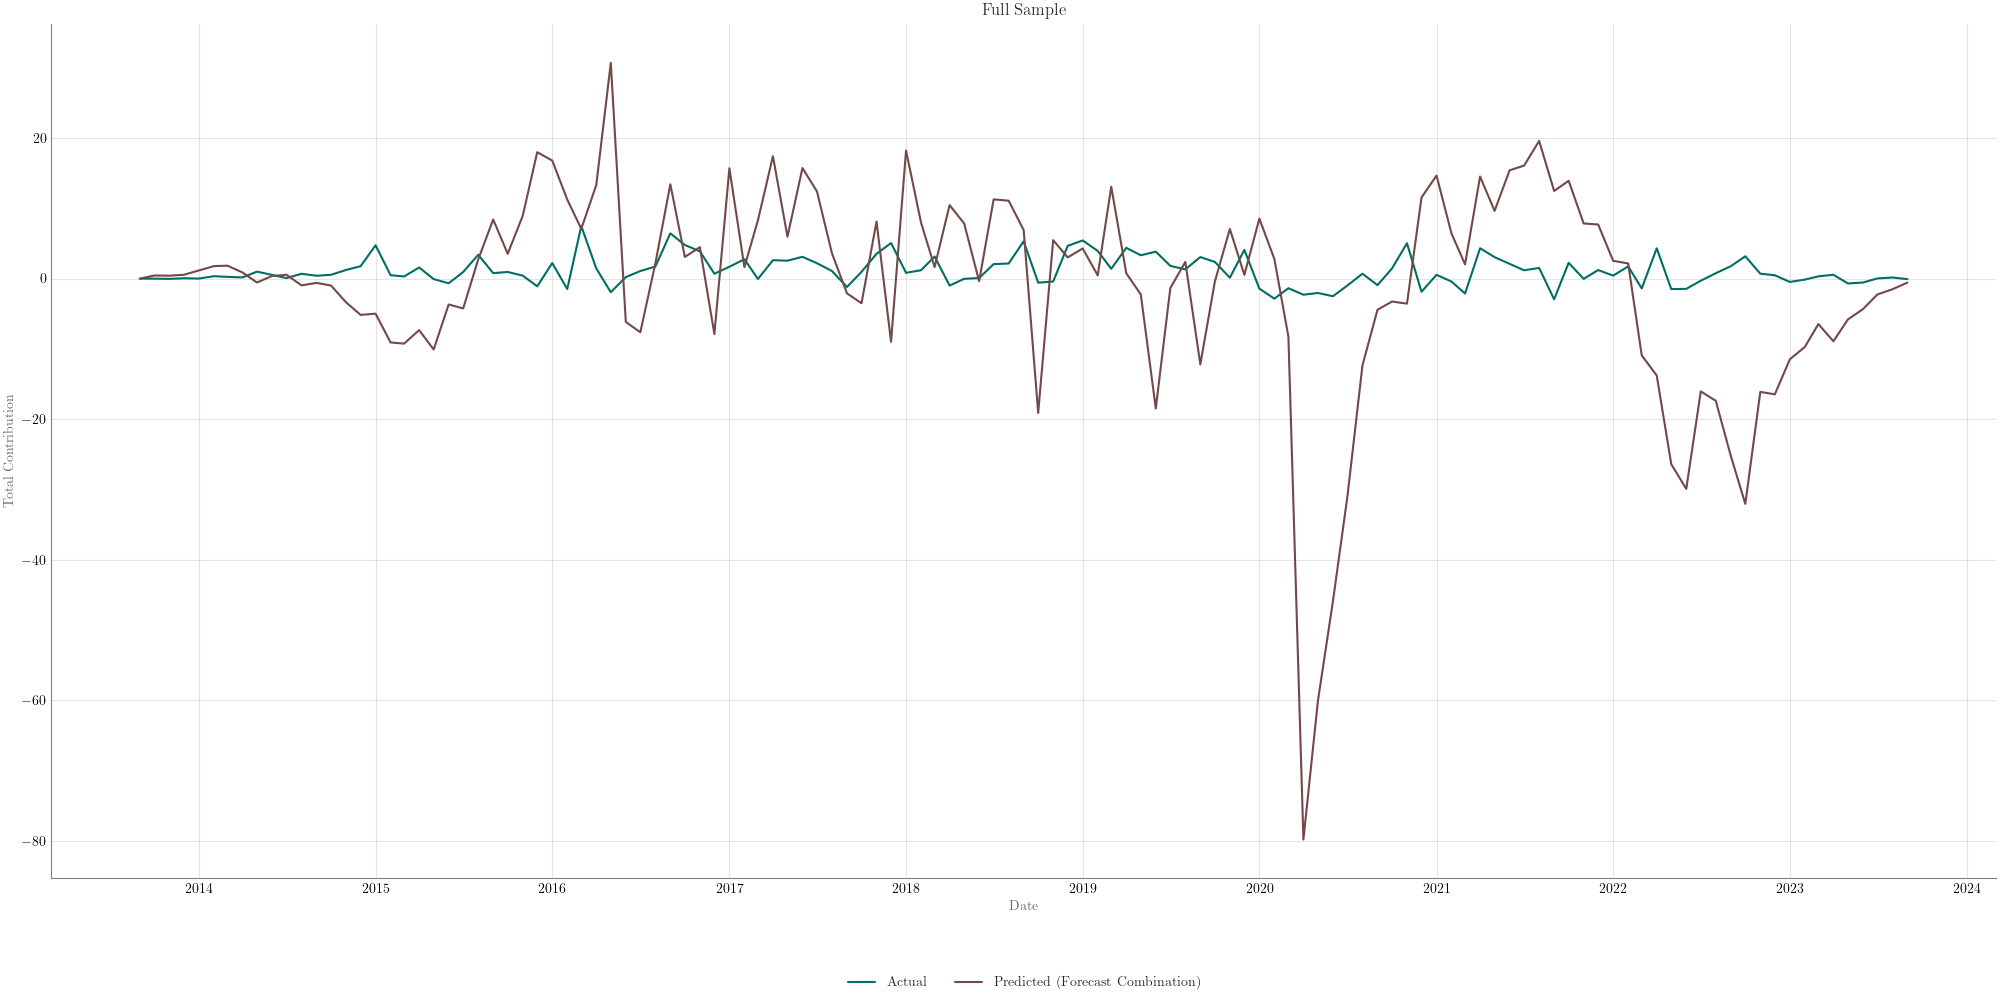 Full Sample
20
0
−20
−40
−60
−80
Total Contribution
2014 2015 2016 2017 2018 2019 2020 2021 2022 2023 2024
Date
Actual Predicted (Forecast Combination)